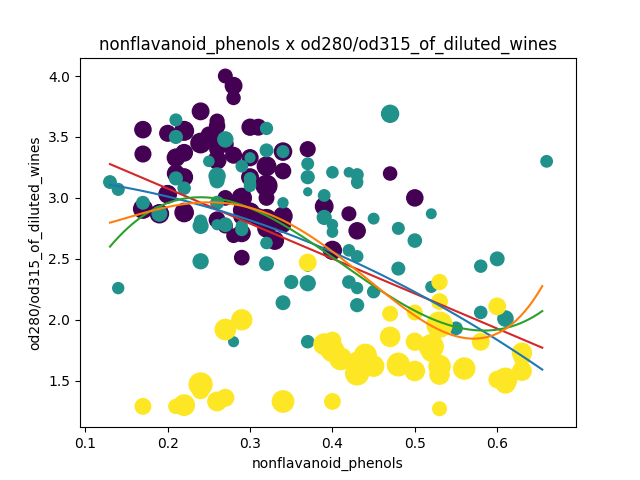 nonflavanoid_phenols x od280/od315_of_diluted_wines
4.0
3.5
3.0
2.5
2.0
1.5
od280/od315_of_diluted_wines
0.1 0.2 0.3 0.4 0.5 0.6
nonflavanoid_phenols